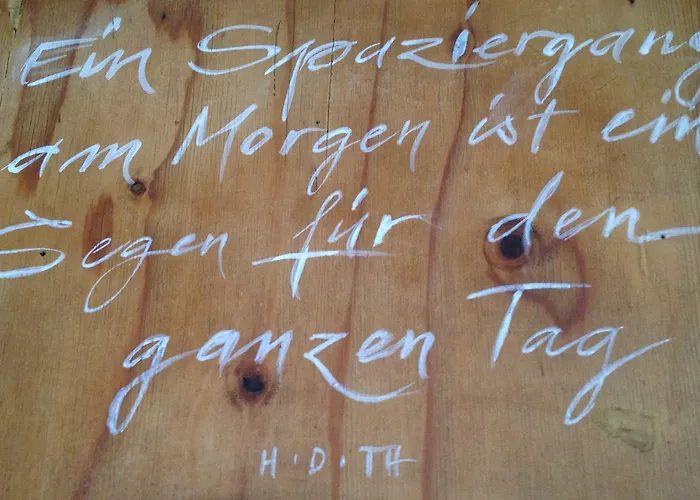 Ein Spaziergang
am Morgen ist ein
Segen für den
ganzen Tag
H.D.TH